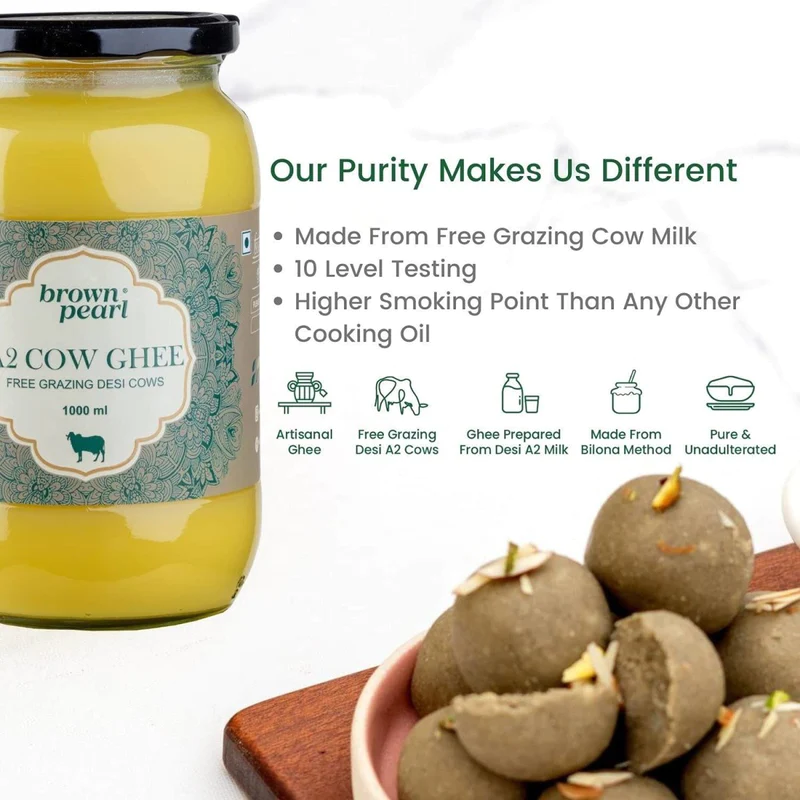 Our Purity Makes Us Different
Made From Free Grazing Cow Milk
10 Level Testing
Higher Smoking Point Than Any Other
Cooking Oil
brown®
pearl
A2 COW GHEE
FREE GRAZING DESI COWS
1000 ml
Artisanal
Ghee
Free Grazing
Desi A2 Cows
Ghee Prepared
From Desi A2 Milk
Made From
Bilona Method
Pure &
Unadulterated